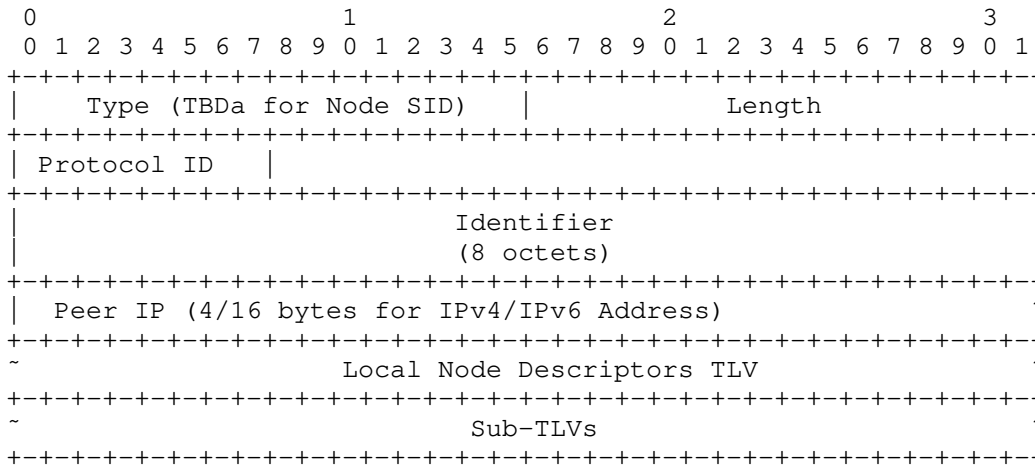 0                   1                   2                   3
 0 1 2 3 4 5 6 7 8 9 0 1 2 3 4 5 6 7 8 9 0 1 2 3 4 5 6 7 8 9 0 1
+-+-+-+-+-+-+-+-+-+-+-+-+-+-+-+-+-+-+-+-+-+-+-+-+-+-+-+-+-+-+-+-
|    Type (TBDa for Node SID)   |            Length
+-+-+-+-+-+-+-+-+-+-+-+-+-+-+-+-+-+-+-+-+-+-+-+-+-+-+-+-+-+-+-+-
| Protocol ID   |
+-+-+-+-+-+-+-+-+-+-+-+-+-+-+-+-+-+-+-+-+-+-+-+-+-+-+-+-+-+-+-+-
|                           Identifier
|                           (8 octets)
+-+-+-+-+-+-+-+-+-+-+-+-+-+-+-+-+-+-+-+-+-+-+-+-+-+-+-+-+-+-+-+-
|  Peer IP (4/16 bytes for IPv4/IPv6 Address)
+-+-+-+-+-+-+-+-+-+-+-+-+-+-+-+-+-+-+-+-+-+-+-+-+-+-+-+-+-+-+-+-
~                    Local Node Descriptors TLV
+-+-+-+-+-+-+-+-+-+-+-+-+-+-+-+-+-+-+-+-+-+-+-+-+-+-+-+-+-+-+-+-
~                            Sub-TLVs
+-+-+-+-+-+-+-+-+-+-+-+-+-+-+-+-+-+-+-+-+-+-+-+-+-+-+-+-+-+-+-+-